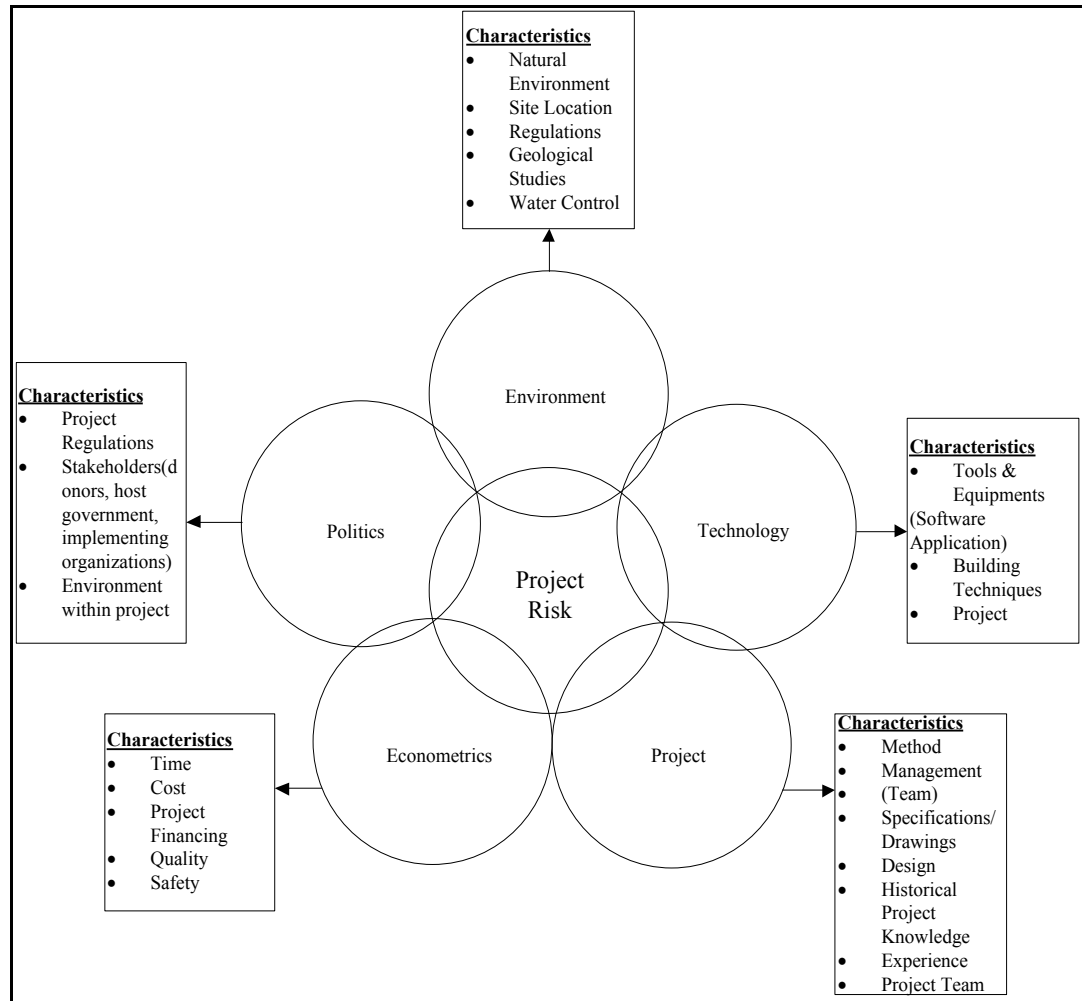 Characteristics
• Natural
Environment
• Site Location
• Regulations
• Geological
Studies
• Water Control
Environment
Characteristics
• Project
Regulations
• Stakeholders(d
onors, host
government,
implementing
organizations)
• Environment
within project
Politics
Project
Risk
Technology
Characteristics
• Tools &
Equipments
(Software
Application)
• Building
Techniques
• Project
Characteristics
• Time
• Cost
• Project
Financing
• Quality
• Safety
Econometrics
Project
Characteristics
• Method
• Management
• (Team)
• Specifications/
Drawings
• Design
• Historical
Project
Knowledge
• Experience
• Project Team